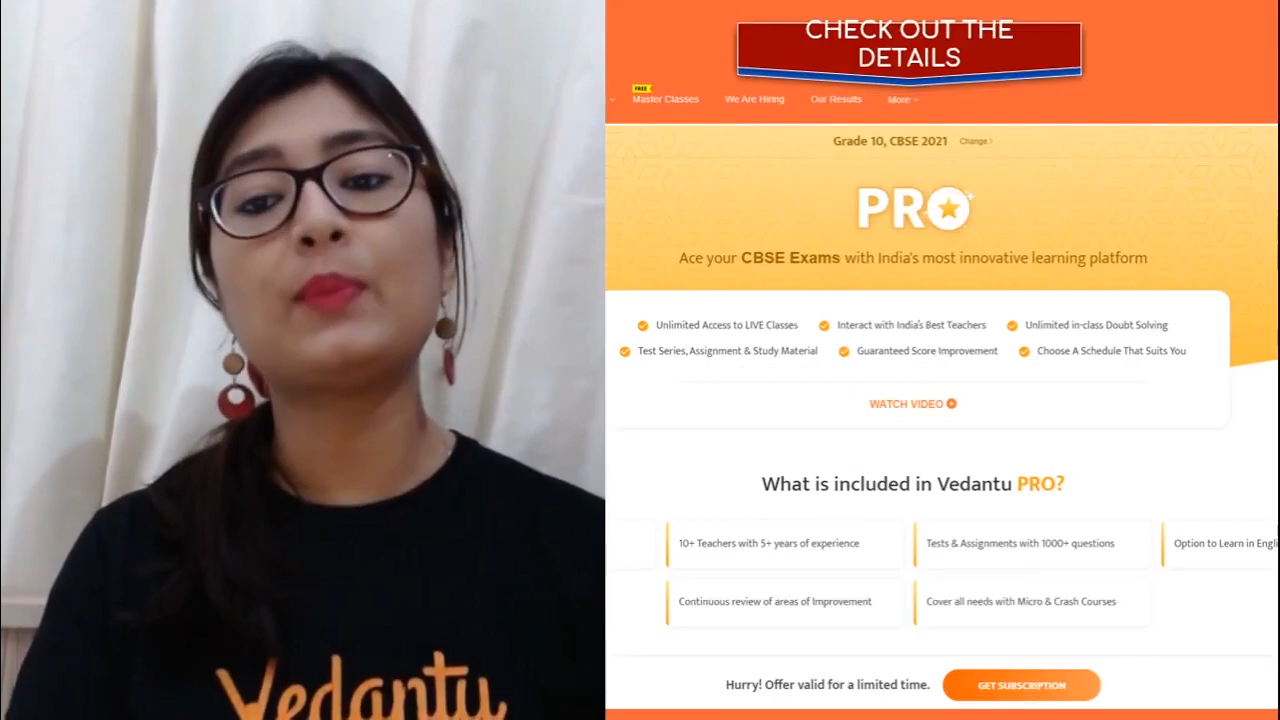 CHECK OUT THE
DETAILS
FREE
Master Classes We Are Hiring Our Results More
Grade 10, CBSE 2021 Change
PRO
Ace your CBSE Exams with India's most innovative learning platform
Unlimited Access to LIVE Classes Interact with India's Best Teachers Unlimited in-class Doubt Solving
Test Series, Assignment & Study Material Guaranteed Score Improvement Choose A Schedule That Suits You
WATCH VIDEO
What is included in Vedantu PRO?
10+ Teachers with 5+ years of experience Tests & Assignments with 1000+ questions Option to Learn in Engli
Continuous review of areas of Improvement Cover all needs with Micro & Crash Courses
Hurry! Offer valid for a limited time. GET SUBSCRIPTION
Vedantu